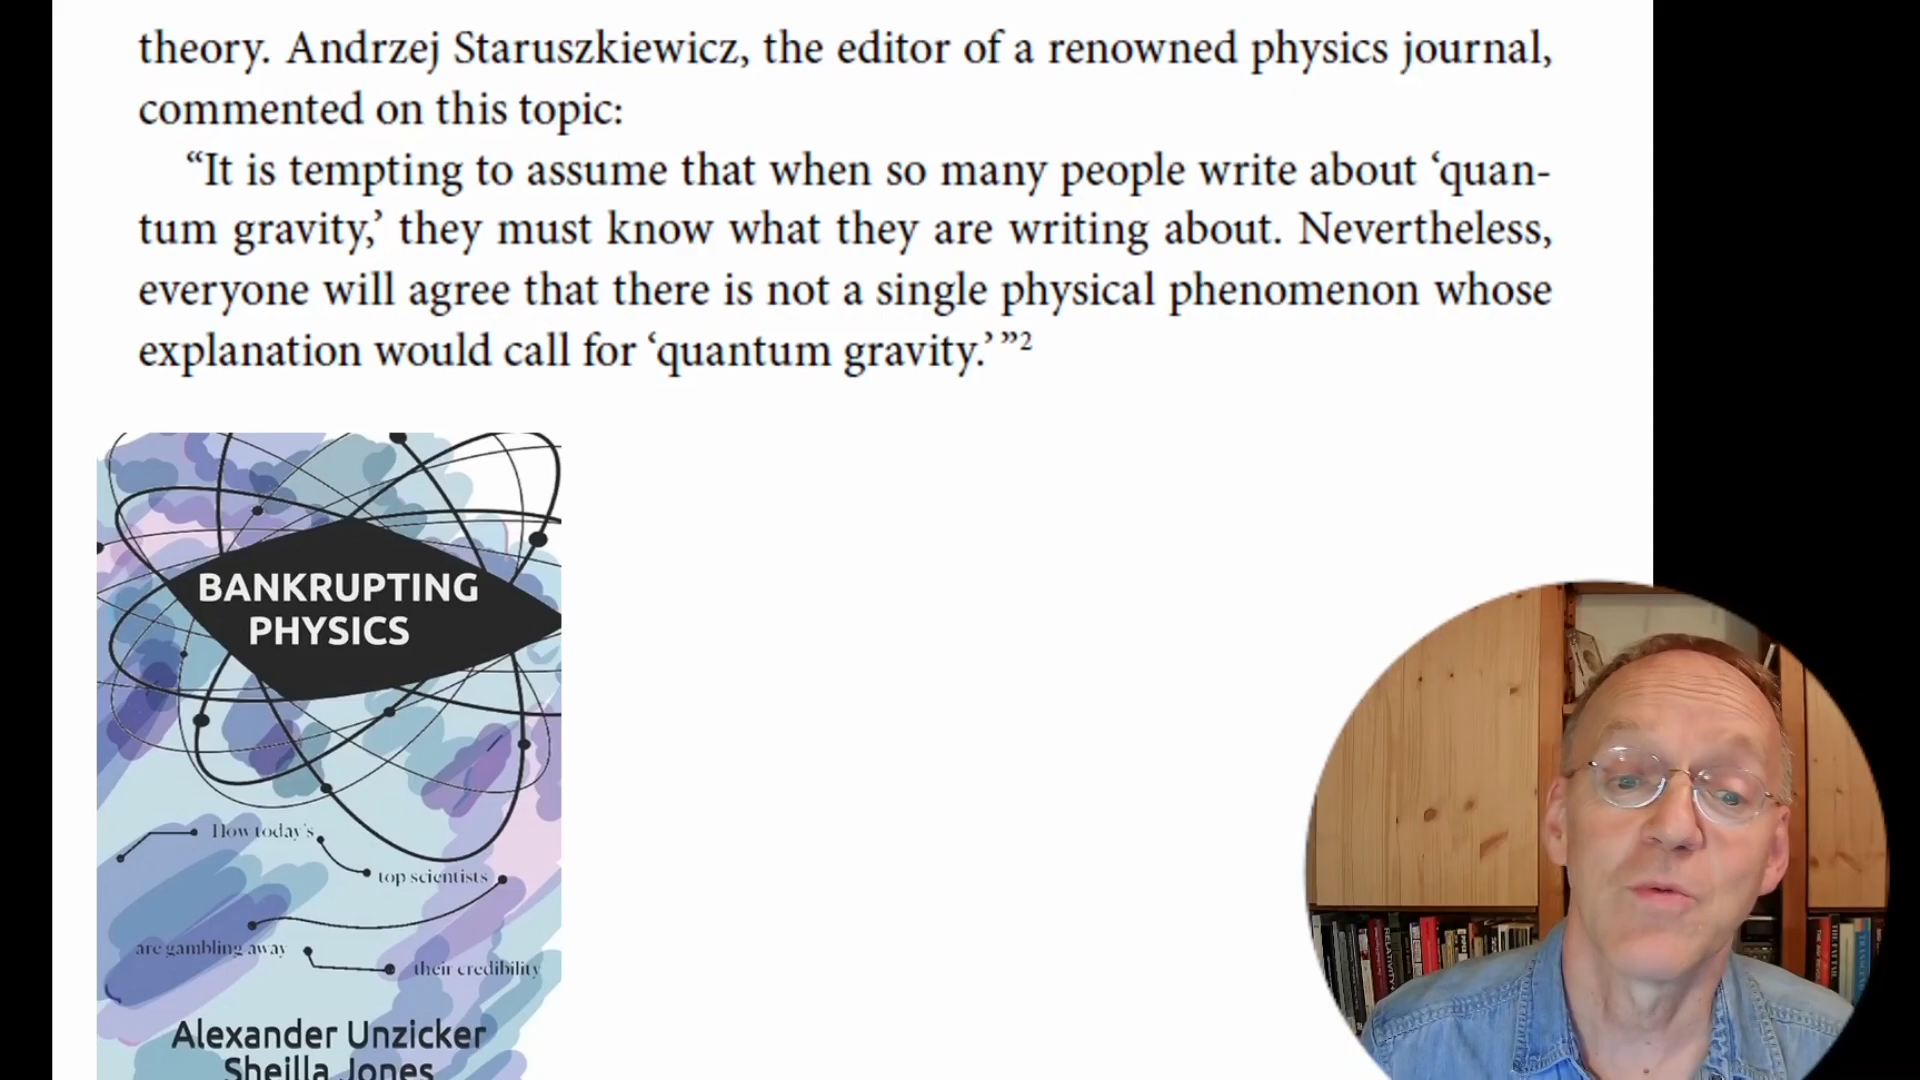 theory. Andrzej Staruszkiewicz, the editor of a renowned physics journal,
commented on this topic:
“It is tempting to assume that when so many people write about ‘quan-
tum gravity,’ they must know what they are writing about. Nevertheless,
everyone will agree that there is not a single physical phenomenon whose
explanation would call for ‘quantum gravity.’”²
BANKRUPTING
PHYSICS
How today's
top scientists
are gambling away
their credibility
Alexander Unzicker
Sheilla Jones
RELATIVITY